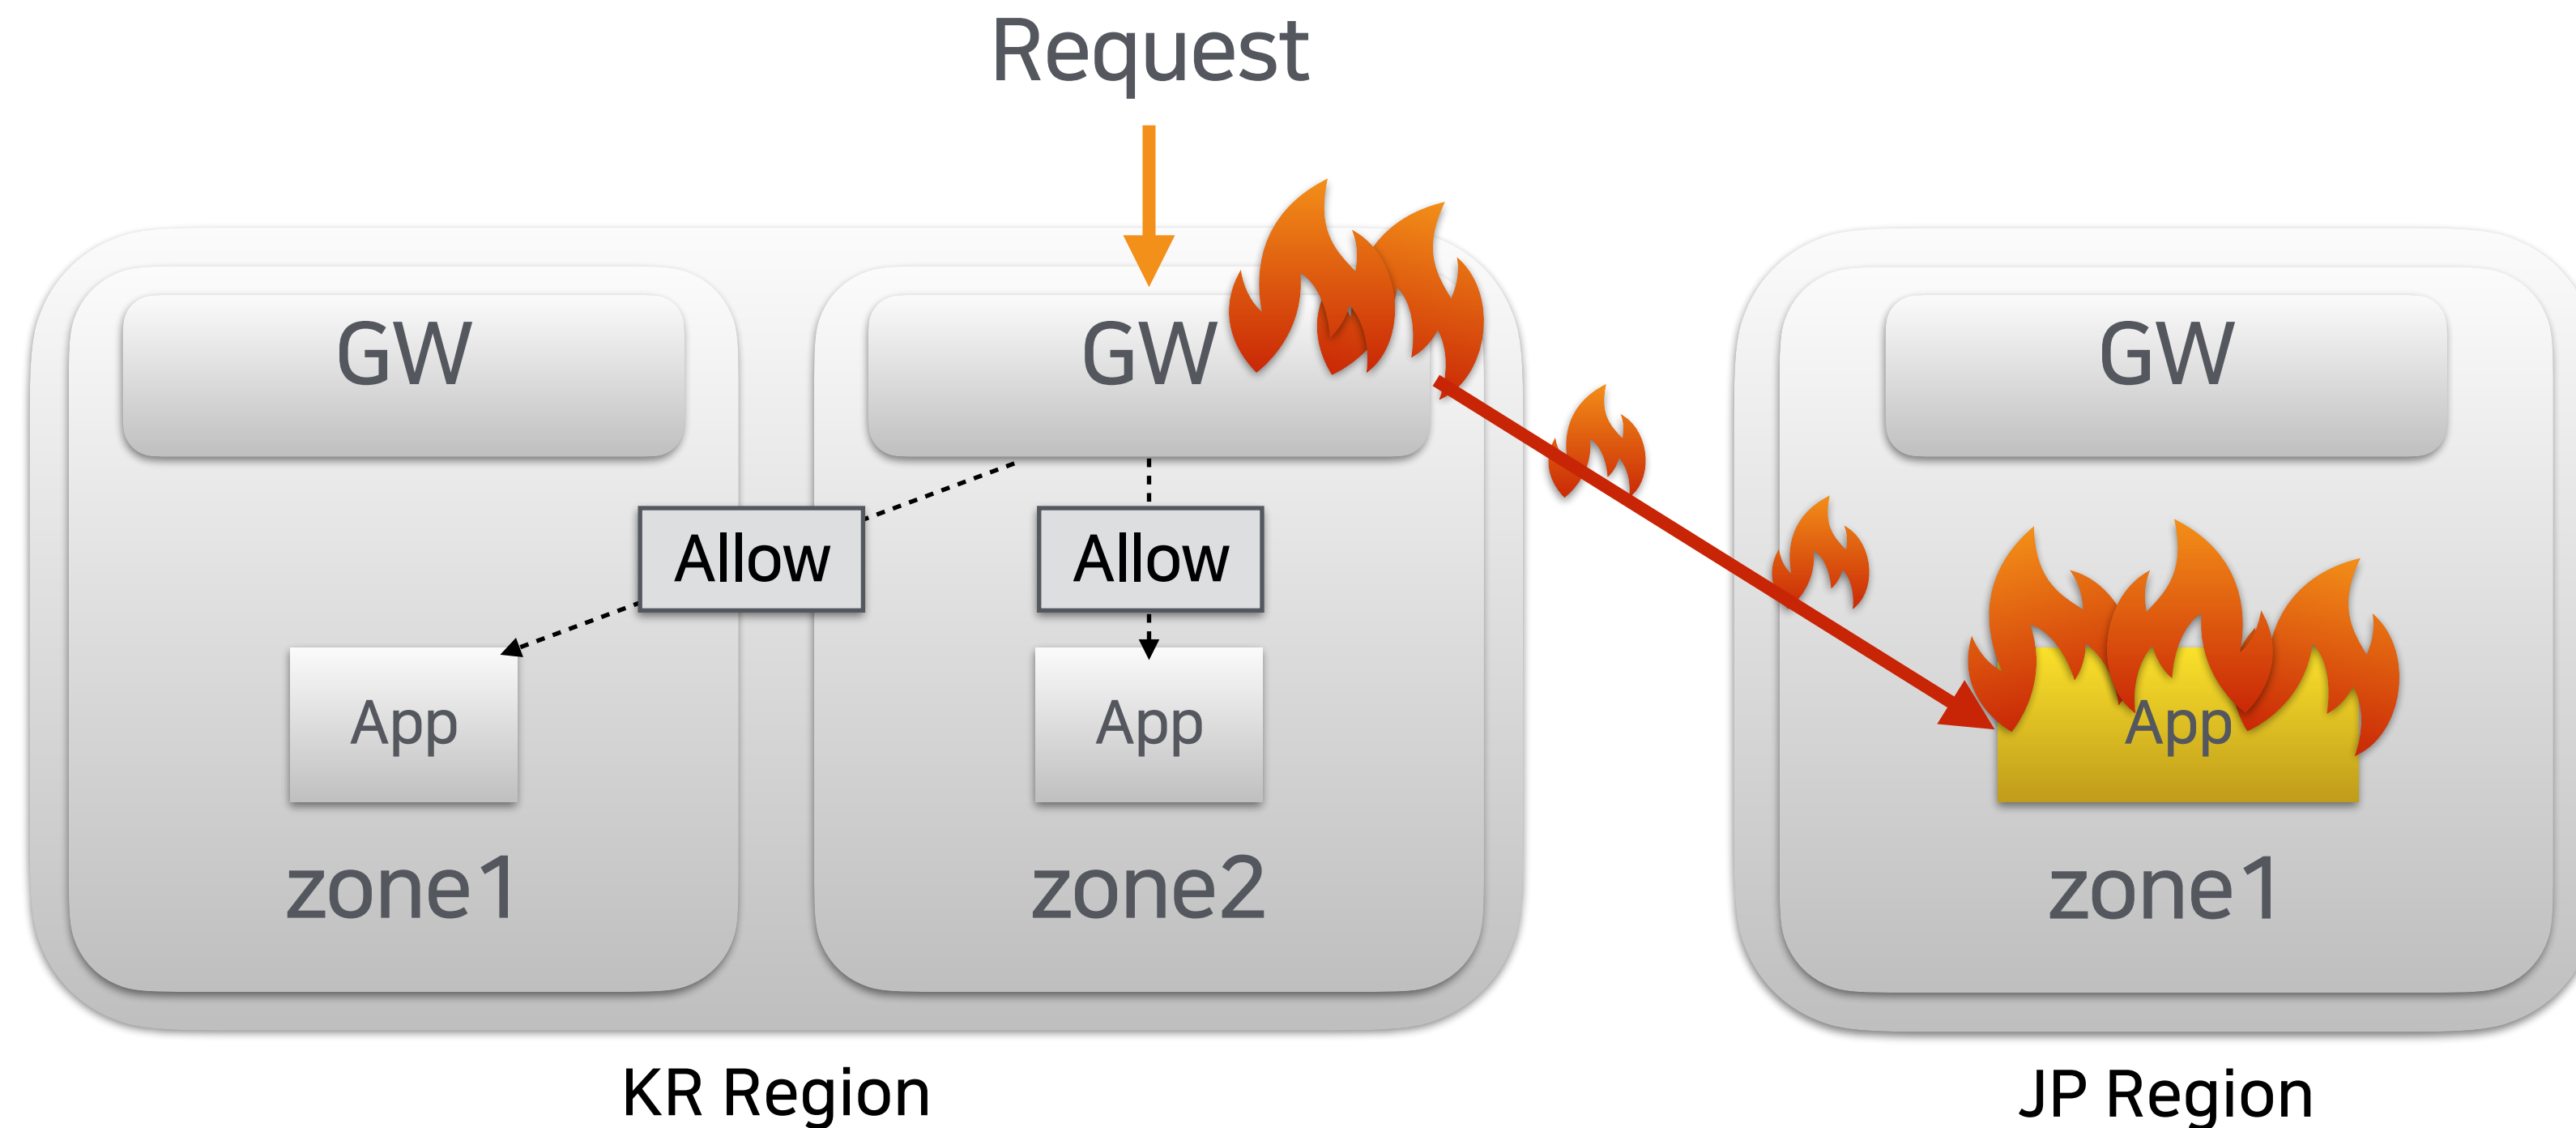 Request
GW
GW
GW
Allow
Allow
App
App
App
zone1
zone2
zone1
KR Region
JP Region